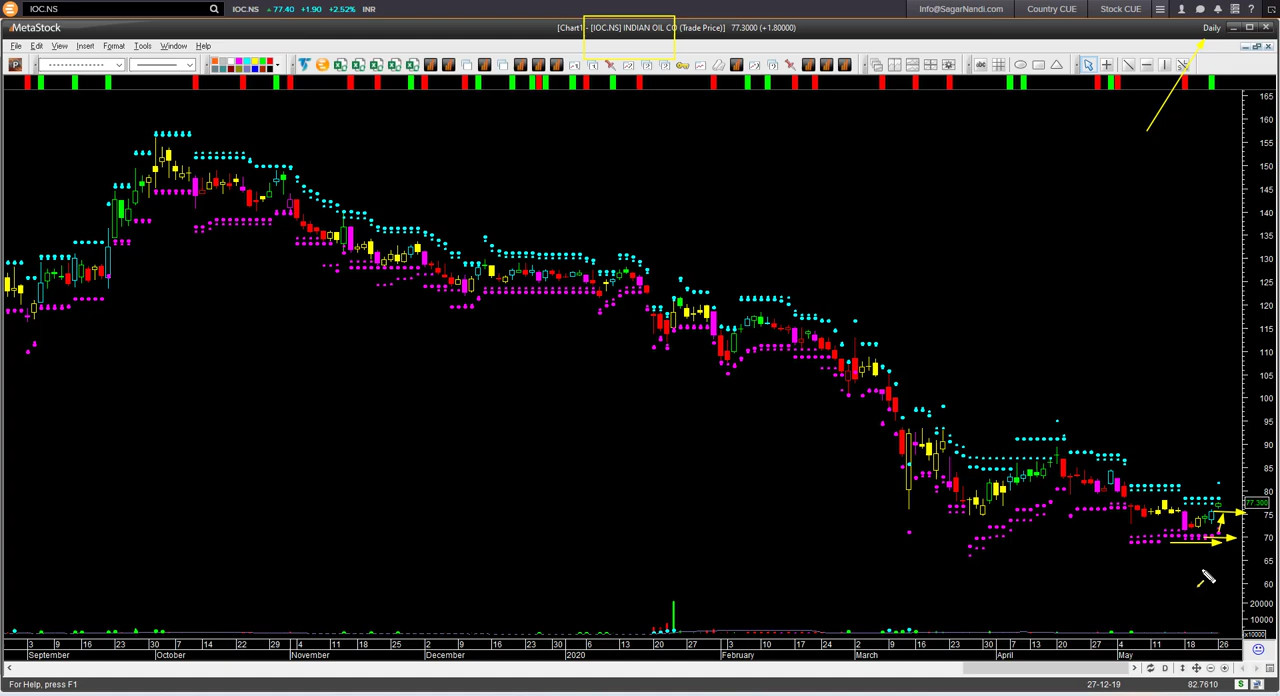 IOC.NS
IOC.NS ▲ 77.40 +1.90 +2.52% INR
Info@SagarNandi.com Country CUE Stock CUE
MetaStock
[Chart1 - [IOC.NS] INDIAN OIL CO (Trade Price)] 77.3000 (+1.80000)
Daily
File Edit View Insert Format Tools Window Help
165
160
155
150
145
140
135
130
125
120
115
110
105
100
95
90
85
80
77.300
75
70
65
60
20000
10000
x10000
3 9 16 23 30 7 14 22 29 4 11 18 25 2 9 16 23 30 6 13 20 27 3 10 17 24 2 9 16 23 30 7 13 20 27 4 11 18 26
September October November December 2020 February March April May
For Help, press F1
27-12-19 82.7610